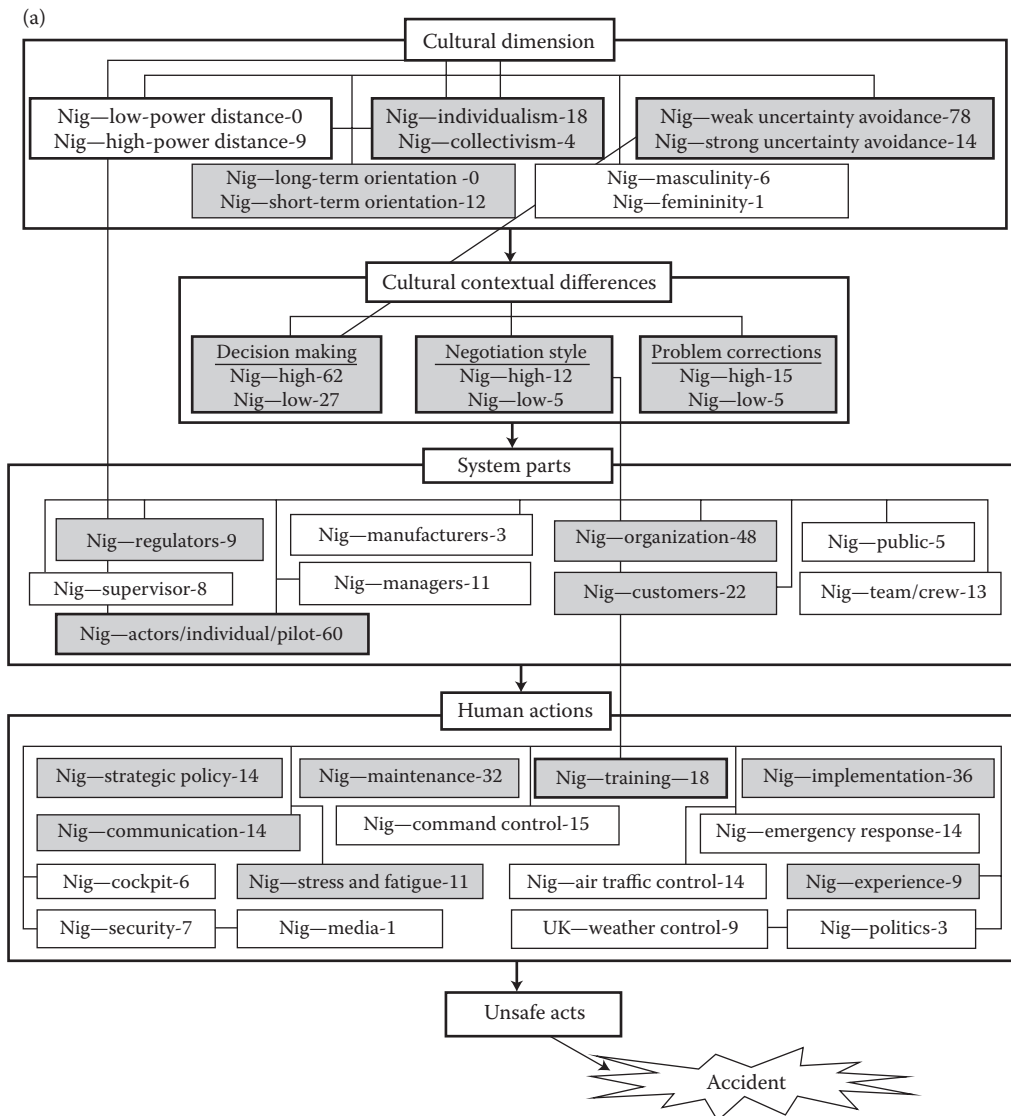 (a)
Cultural dimension
Nig—low-power distance-0
Nig—high-power distance-9
Nig—individualism-18
Nig—collectivism-4
Nig—weak uncertainty avoidance-78
Nig—strong uncertainty avoidance-14
Nig—long-term orientation -0
Nig—short-term orientation-12
Nig—masculinity-6
Nig—femininity-1
Cultural contextual differences
Decision making
Nig—high-62
Nig—low-27
Negotiation style
Nig—high-12
Nig—low-5
Problem corrections
Nig—high-15
Nig—low-5
System parts
Nig—regulators-9
Nig—manufacturers-3
Nig—organization-48
Nig—public-5
Nig—supervisor-8
Nig—managers-11
Nig—customers-22
Nig—team/crew-13
Nig—actors/individual/pilot-60
Human actions
Nig—strategic policy-14
Nig—maintenance-32
Nig—training—18
Nig—implementation-36
Nig—communication-14
Nig—command control-15
Nig—emergency response-14
Nig—cockpit-6
Nig—stress and fatigue-11
Nig—air traffic control-14
Nig—experience-9
Nig—security-7
Nig—media-1
UK—weather control-9
Nig—politics-3
Unsafe acts
Accident